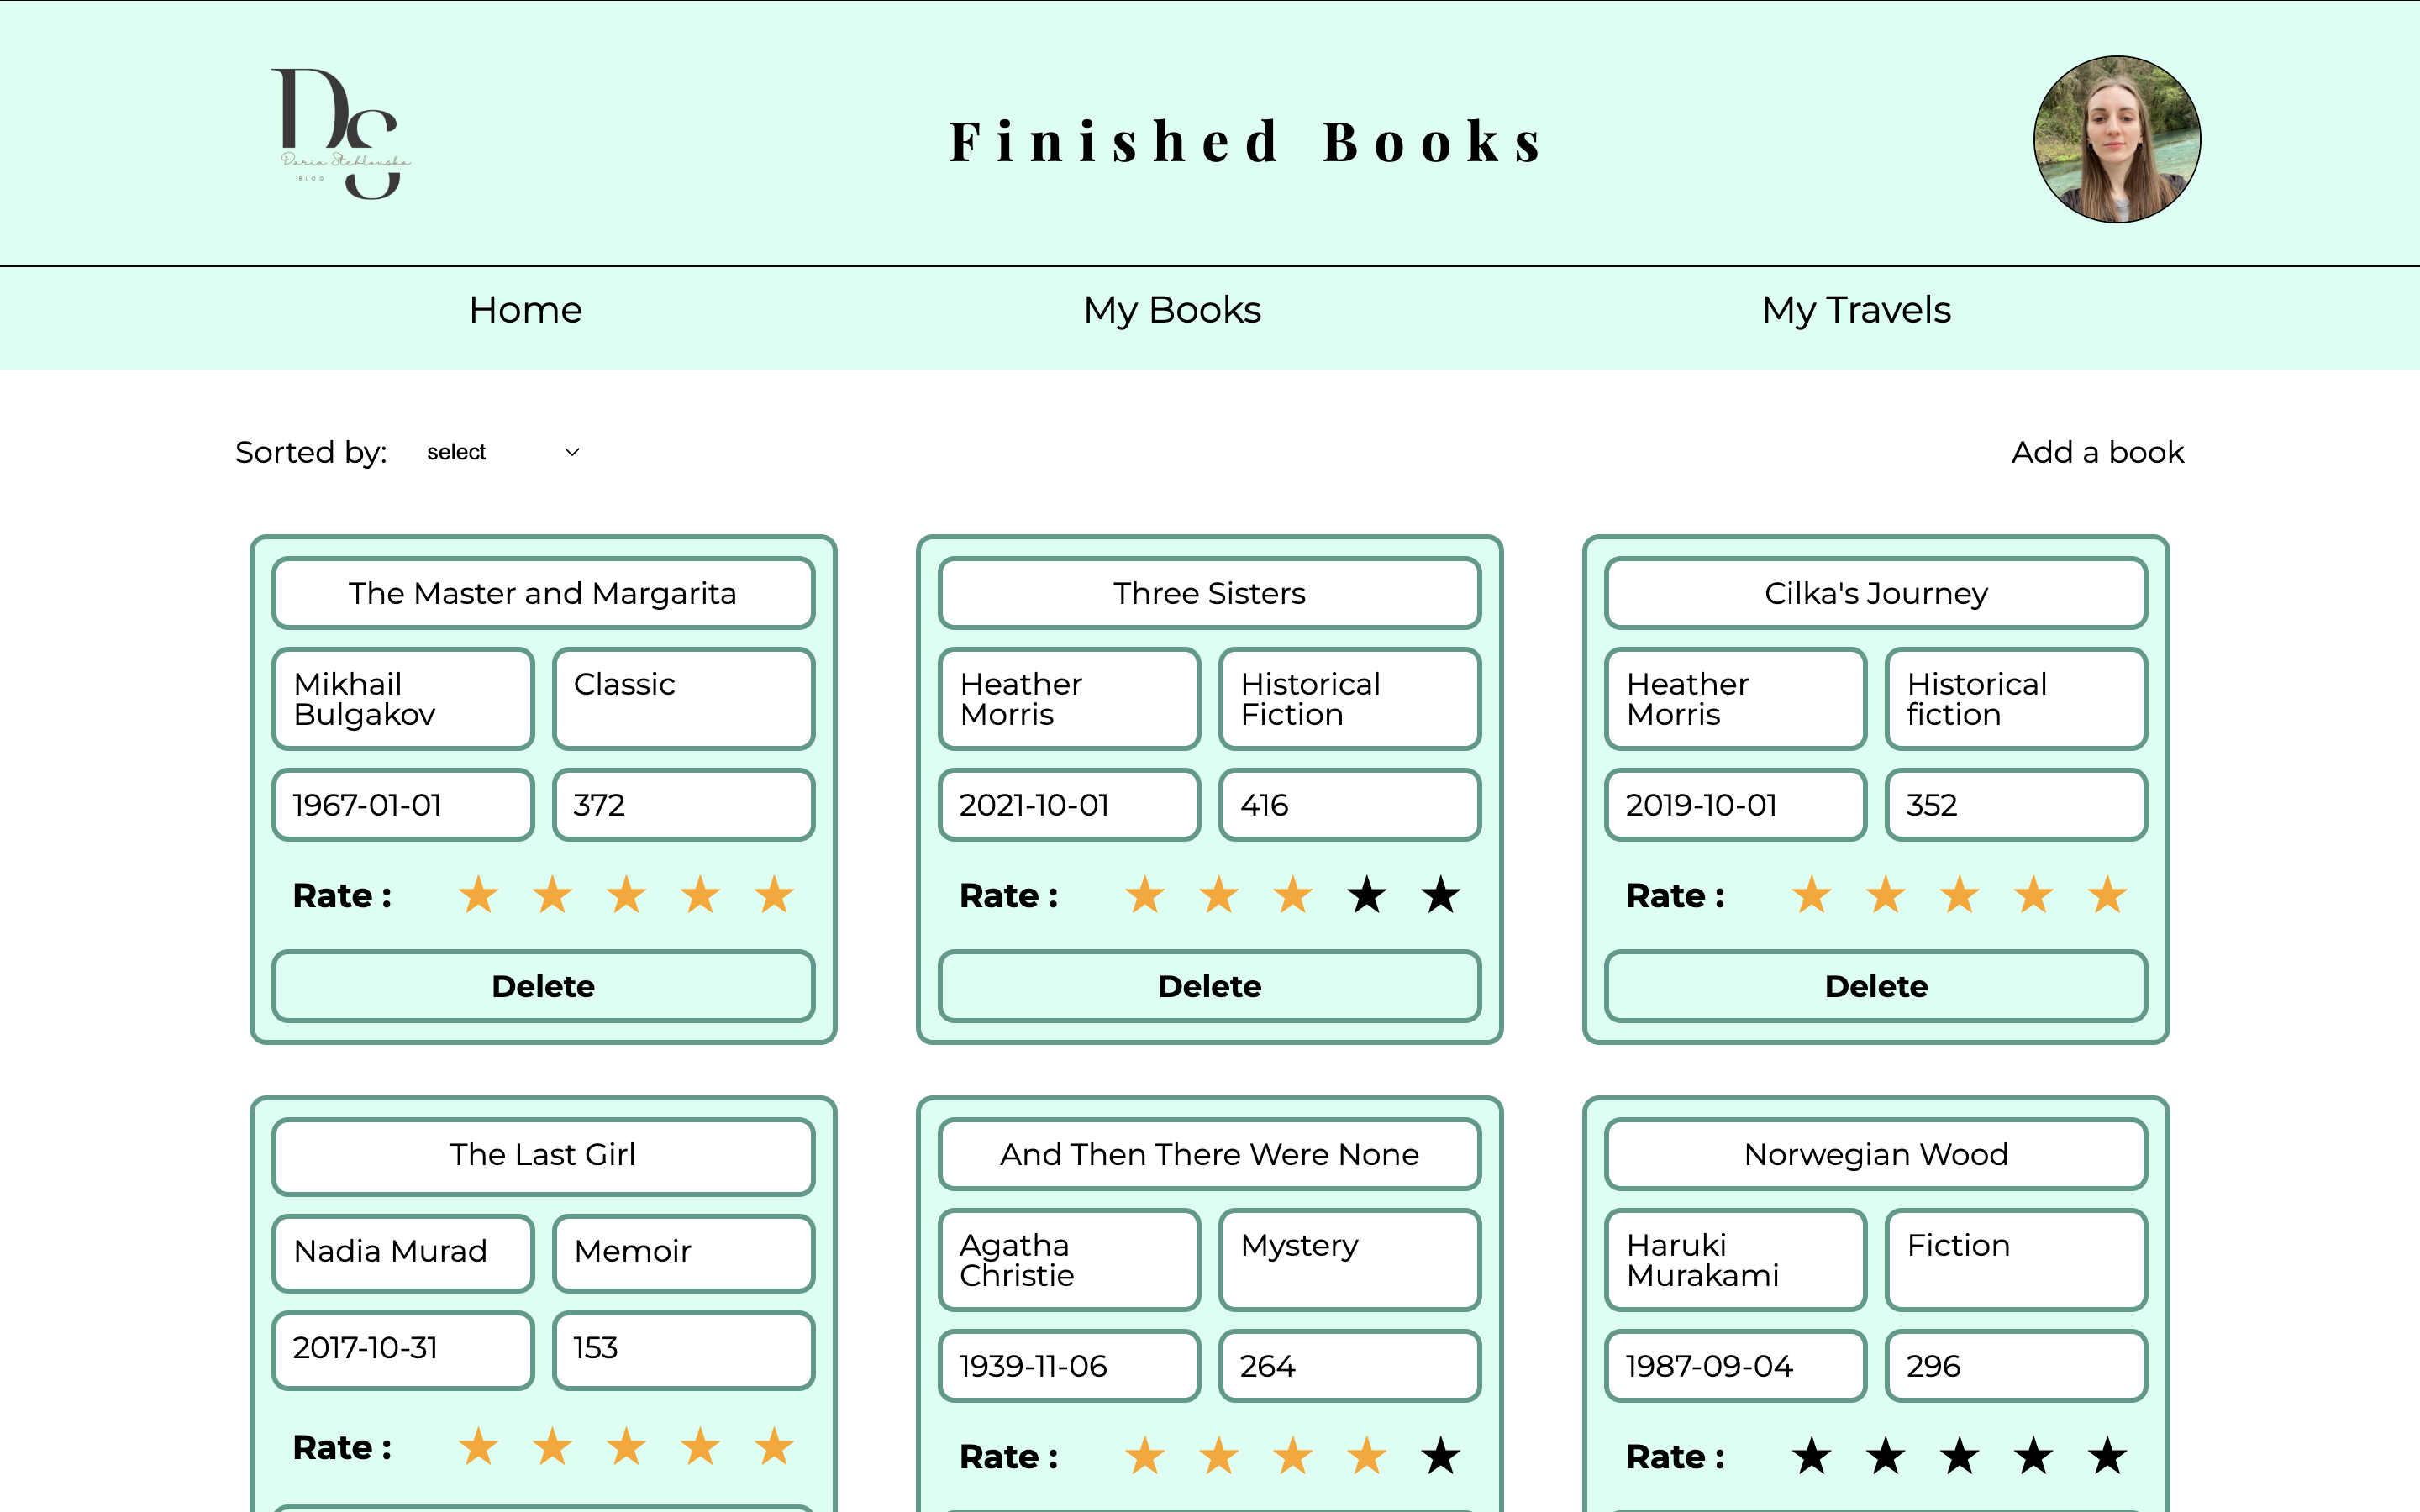 DS
Daria Steblovska
BLOG
Finished Books
Home
My Books
My Travels
Sorted by:
select
Add a book
The Master and Margarita
Mikhail
Bulgakov
Classic
1967-01-01
372
Rate :
Delete
Three Sisters
Heather
Morris
Historical
Fiction
2021-10-01
416
Rate :
Delete
Cilka's Journey
Heather
Morris
Historical
fiction
2019-10-01
352
Rate :
Delete
The Last Girl
Nadia Murad
Memoir
2017-10-31
153
Rate :
And Then There Were None
Agatha
Christie
Mystery
1939-11-06
264
Rate :
Norwegian Wood
Haruki
Murakami
Fiction
1987-09-04
296
Rate :